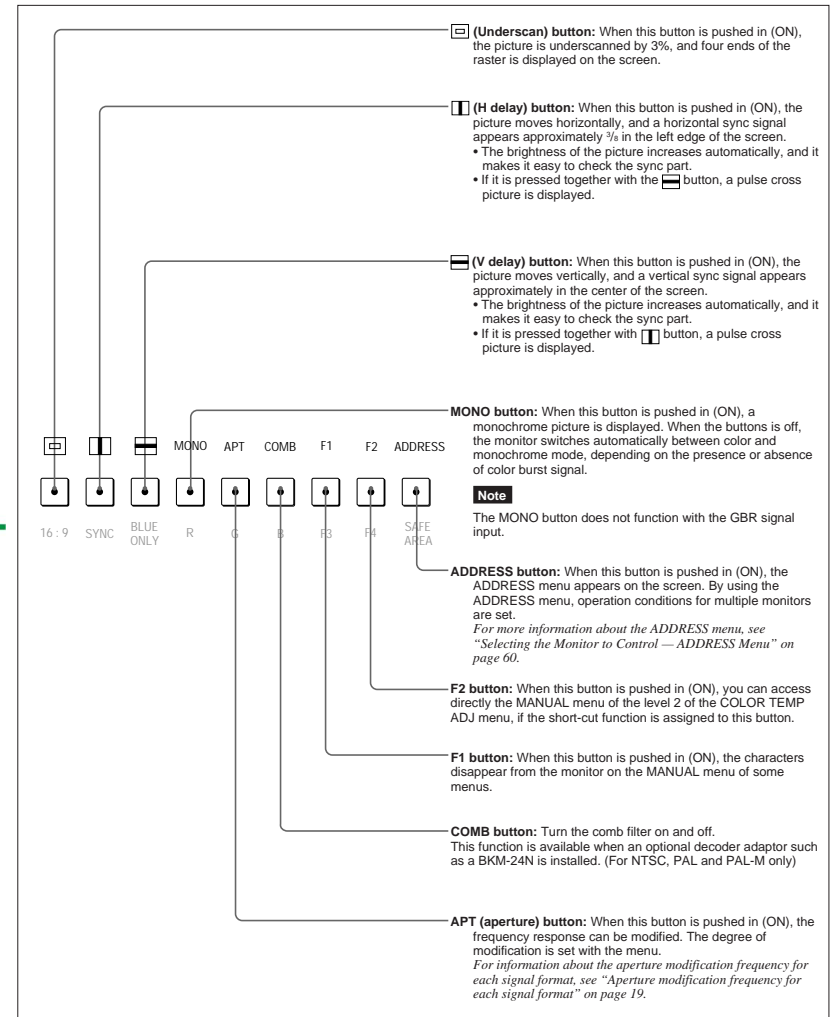 (Underscan) button: When this button is pushed in (ON),
the picture is underscanned by 3%, and four ends of the
raster is displayed on the screen.
(H delay) button: When this button is pushed in (ON), the
picture moves horizontally, and a horizontal sync signal
appears approximately 3/8 in the left edge of the screen.
• The brightness of the picture increases automatically, and it
makes it easy to check the sync part.
• If it is pressed together with the button, a pulse cross
picture is displayed.
(V delay) button: When this button is pushed in (ON), the
picture moves vertically, and a vertical sync signal appears
approximately in the center of the screen.
• The brightness of the picture increases automatically, and it
makes it easy to check the sync part.
• If it is pressed together with button, a pulse cross
picture is displayed.
MONO button: When this button is pushed in (ON), a
monochrome picture is displayed. When the buttons is off,
the monitor switches automatically between color and
monochrome mode, depending on the presence or absence
of color burst signal.
Note
The MONO button does not function with the GBR signal
input.
MONO APT COMB F1 F2 ADDRESS
16 : 9 SYNC BLUE ONLY R G B F3 F4 SAFE AREA
ADDRESS button: When this button is pushed in (ON), the
ADDRESS menu appears on the screen. By using the
ADDRESS menu, operation conditions for multiple monitors
are set.
For more information about the ADDRESS menu, see
“Selecting the Monitor to Control — ADDRESS Menu” on
page 60.
F2 button: When this button is pushed in (ON), you can access
directly the MANUAL menu of the level 2 of the COLOR TEMP
ADJ menu, if the short-cut function is assigned to this button.
F1 button: When this button is pushed in (ON), the characters
disappear from the monitor on the MANUAL menu of some
menus.
COMB button: Turn the comb filter on and off.
This function is available when an optional decoder adaptor such
as a BKM-24N is installed. (For NTSC, PAL and PAL-M only)
APT (aperture) button: When this button is pushed in (ON), the
frequency response can be modified. The degree of
modification is set with the menu.
For information about the aperture modification frequency for
each signal format, see “Aperture modification frequency for
each signal format” on page 19.